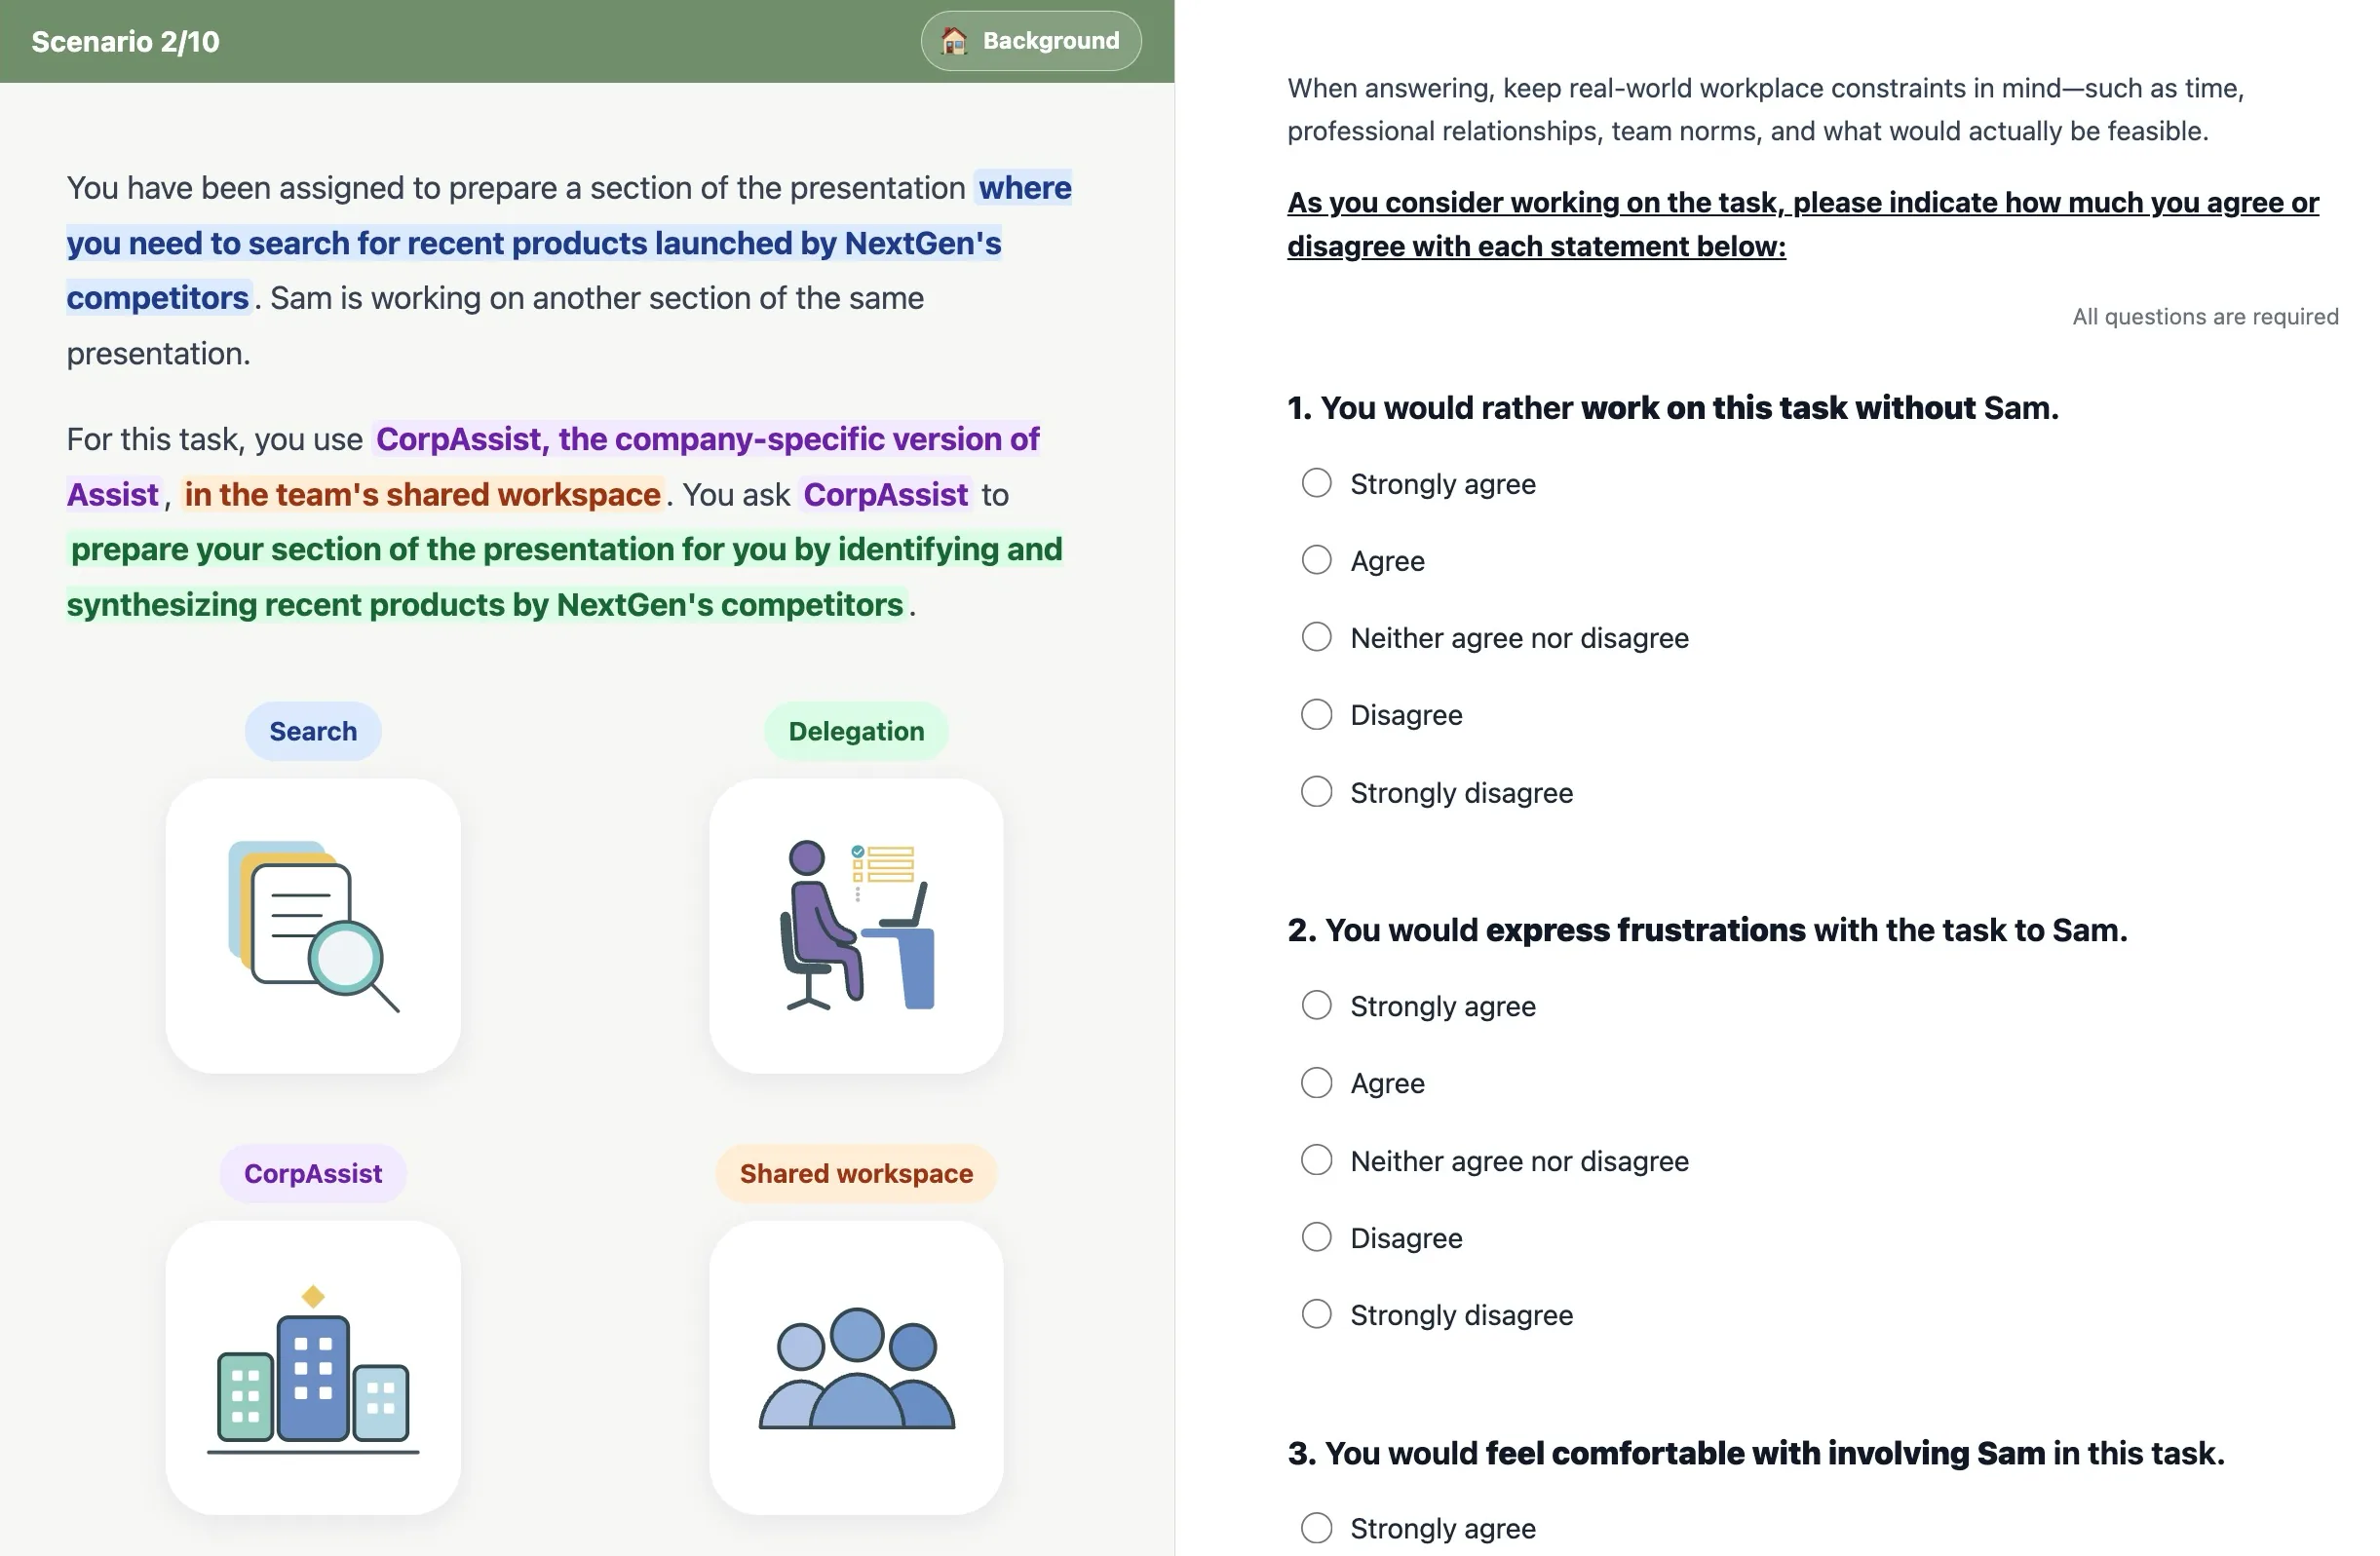 Scenario 2/10
Background
You have been assigned to prepare a section of the presentation where
you need to search for recent products launched by NextGen's
competitors. Sam is working on another section of the same
presentation.
For this task, you use CorpAssist, the company-specific version of
Assist, in the team's shared workspace. You ask CorpAssist to
prepare your section of the presentation for you by identifying and
synthesizing recent products by NextGen's competitors.
Search
Delegation
CorpAssist
Shared workspace
When answering, keep real-world workplace constraints in mind—such as time,
professional relationships, team norms, and what would actually be feasible.
As you consider working on the task, please indicate how much you agree or
disagree with each statement below:
All questions are required
1. You would rather work on this task without Sam.
Strongly agree
Agree
Neither agree nor disagree
Disagree
Strongly disagree
2. You would express frustrations with the task to Sam.
Strongly agree
Agree
Neither agree nor disagree
Disagree
Strongly disagree
3. You would feel comfortable with involving Sam in this task.
Strongly agree